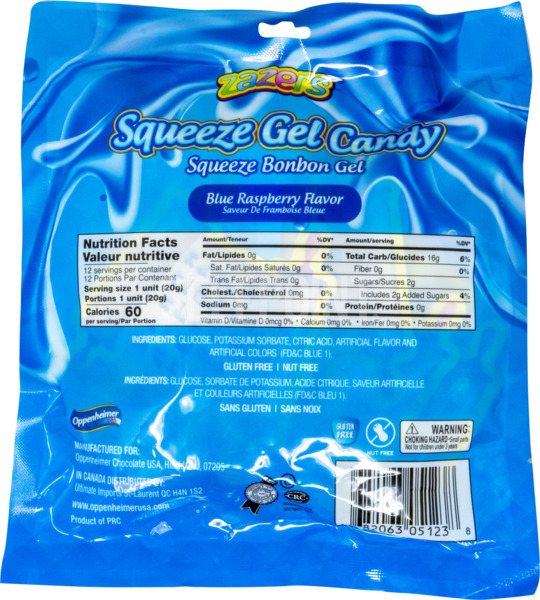 zazers
Squeeze Gel Candy
Squeeze Bonbon Gel
Blue Raspberry Flavor
Saveur De Framboise Bleue
Nutrition Facts
Valeur nutritive
12 servings per container
12 Portions Par Contenant
Serving size 1 unit (20g)
Portions 1 unit (20g)
Calories 60
per serving/Par Portion
Amount/Teneur %DV*
Fat/Lipides 0g 0%
Sat. Fat/Lipides Saturés 0g 0%
Trans Fat/Lipides Trans 0g
Cholest./Cholestrérol 0mg 0%
Sodium 0mg 0%
Amount/serving %DV*
Total Carb/Glucides 16g 6%
Fiber 0g 0%
Sugars/Sucres 2g
Includes 2g Added Sugars 4%
Protein/Protéines 0g
Vitamin D/Vitamine D 0mcg 0% • Calcium 0mg 0% • Iron/Fer 0mg 0% • Potassium 0mg 0%
INGREDIENTS: GLUCOSE, POTASSIUM SORBATE, CITRIC ACID, ARTIFICIAL FLAVOR AND
ARTIFICIAL COLORS (FD&C BLUE 1).
GLUTEN FREE | NUT FREE
INGRÉDIENTS: GLUCOSE, SORBATE DE POTASSIUM, ACIDE CITRIQUE, SAVEUR ARTIFICIELLE
ET COULEURS ARTIFICIELLES (FD&C BLEU 1).
SANS GLUTEN | SANS NOIX
Oppenheimer
GLUTEN
FREE
NUT FREE
WARNING:
CHOKING HAZARD-Small parts
Not for children under 3 years
MANUFACTURED FOR:
Oppenheimer Chocolate USA, 07205
IN CANADA DISTRIBUTED BY:
Ultimate Imports St-Laurent QC H4N 1S2
www.oppenheimerusa.com
Product of PRC
CRC
82063 05123 8